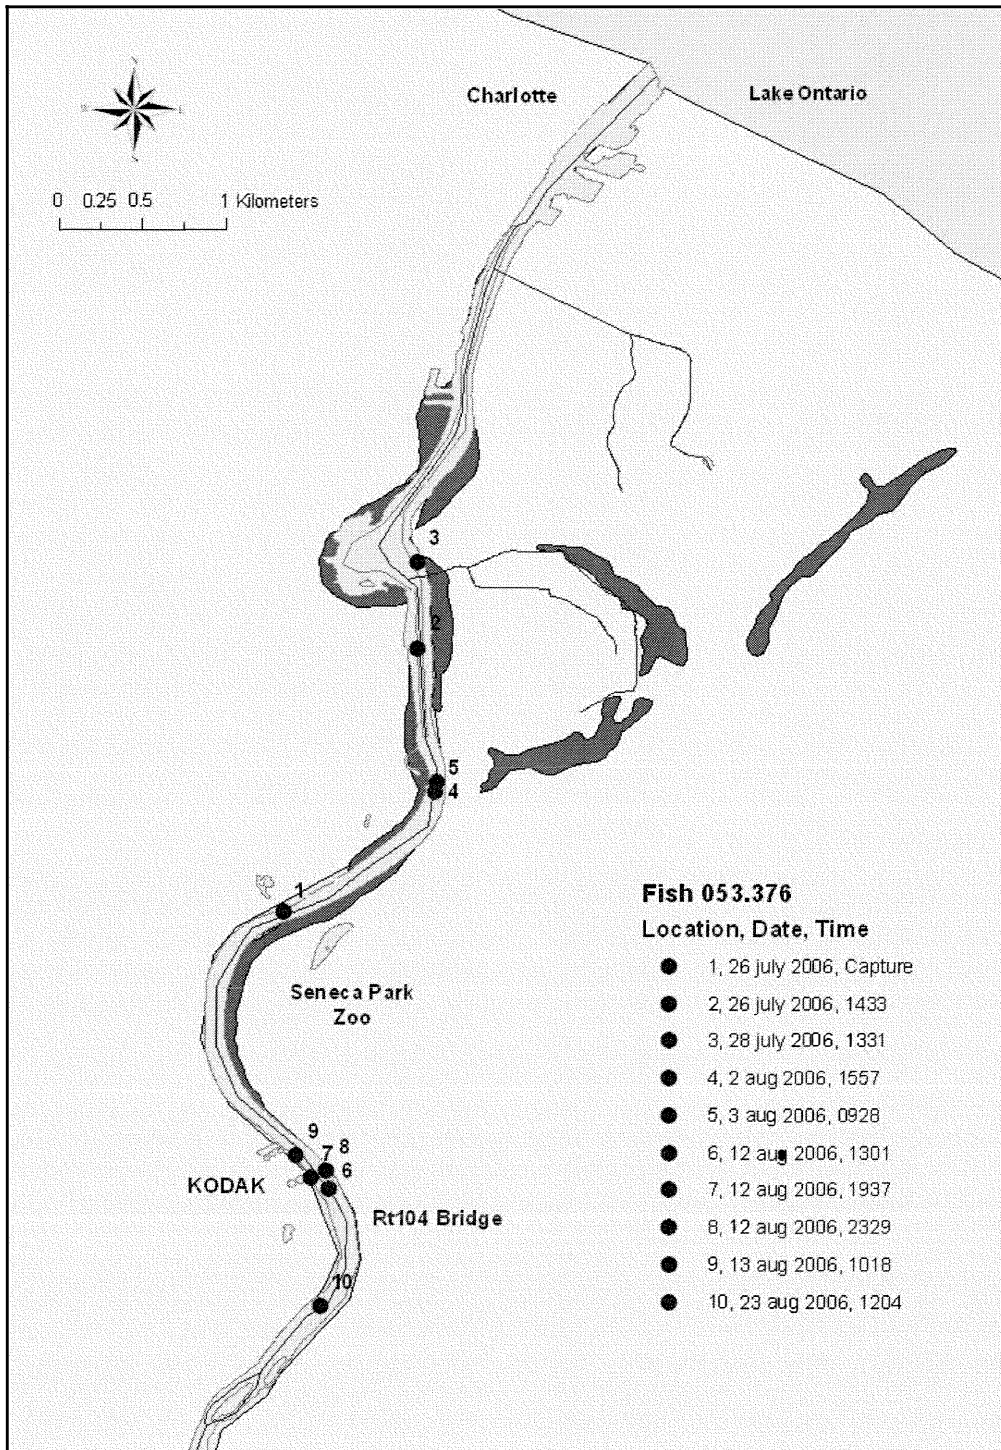 Charlotte
Lake Ontario
0 0.25 0.5 1 Kilometers
3
2
5
4
1
Seneca Park
Zoo
9
8
7
6
KODAK
Rt104 Bridge
10
Fish 053.376
Location, Date, Time
1, 26 july 2006, Capture
2, 26 july 2006, 1433
3, 28 july 2006, 1331
4, 2 aug 2006, 1557
5, 3 aug 2006, 0928
6, 12 aug 2006, 1301
7, 12 aug 2006, 1937
8, 12 aug 2006, 2329
9, 13 aug 2006, 1018
10, 23 aug 2006, 1204